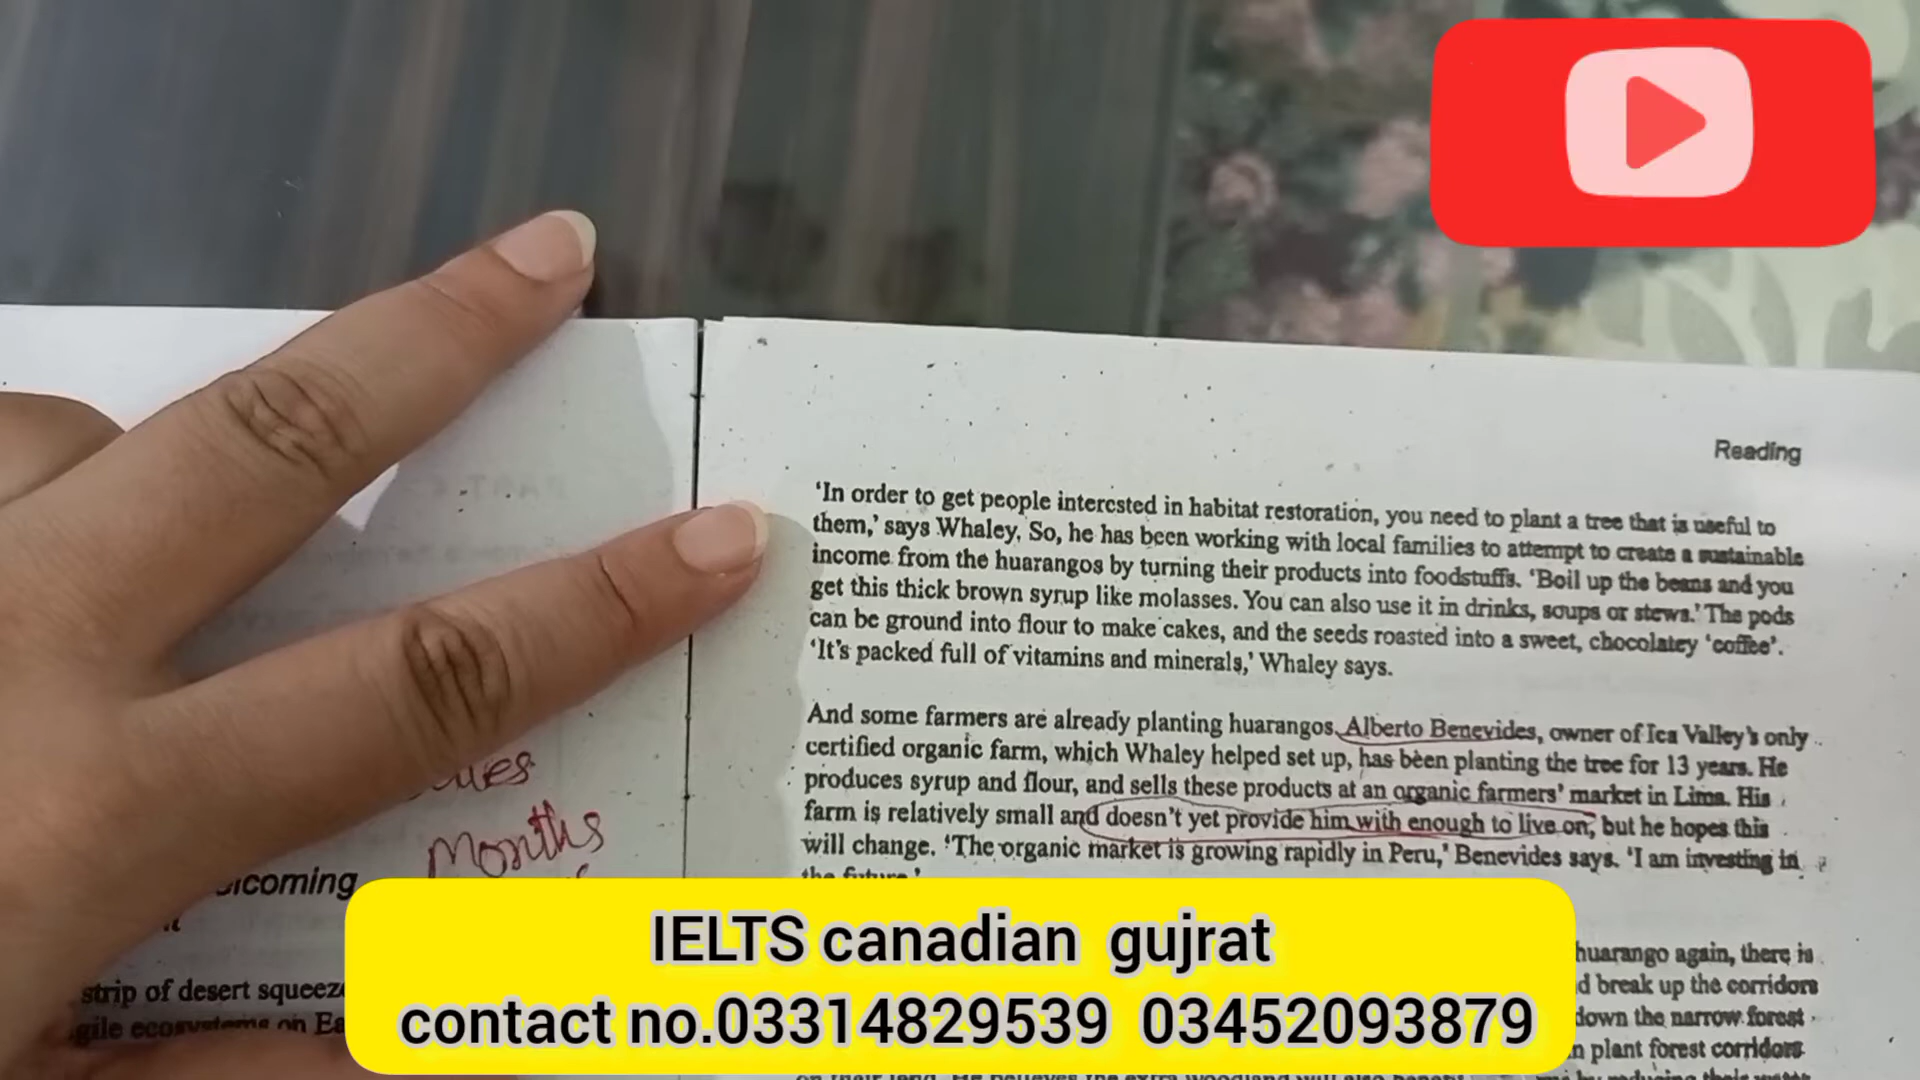 Reading
‘In order to get people interested in habitat restoration, you need to plant a tree that is useful to
them,’ says Whaley. So, he has been working with local families to attempt to create a sustainable
income from the huarangos by turning their products into foodstuffs. ‘Boil up the beans and you
get this thick brown syrup like molasses. You can also use it in drinks, soups or stews.’ The pods
can be ground into flour to make cakes, and the seeds roasted into a sweet, chocolatey ‘coffee’.
‘It’s packed full of vitamins and minerals,’ Whaley says.
And some farmers are already planting huarangos. Alberto Benevides, owner of Ica Valley’s only
certified organic farm, which Whaley helped set up, has been planting the tree for 13 years. He
produces syrup and flour, and sells these products at an organic farmers’ market in Lima. His
farm is relatively small and doesn’t yet provide him with enough to live on, but he hopes this
will change. ‘The organic market is growing rapidly in Peru,’ Benevides says. ‘I am investing in
the future.’
huarango again, there is
break up the corridors
down the narrow forest
plant forest corridors
Months
strip of desert
IELTS canadian gujrat
contact no.03314829539 03452093879